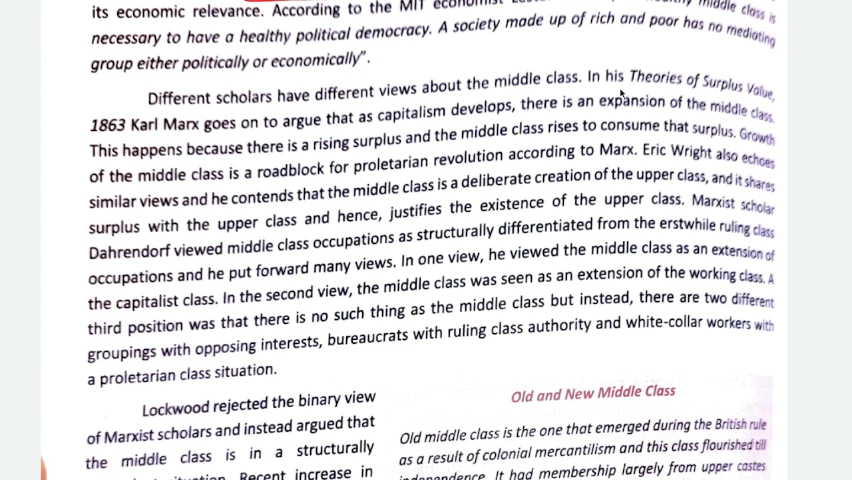 its economic relevance. According to the MIT economist
middle class is
necessary to have a healthy political democracy. A society made up of rich and poor has no mediating
group either politically or economically".
Different scholars have different views about the middle class. In his Theories of Surplus Value,
1863 Karl Marx goes on to argue that as capitalism develops, there is an expansion of the middle class.
This happens because there is a rising surplus and the middle class rises to consume that surplus. Growth
of the middle class is a roadblock for proletarian revolution according to Marx. Eric Wright also echoes
similar views and he contends that the middle class is a deliberate creation of the upper class, and it shares
surplus with the upper class and hence, justifies the existence of the upper class. Marxist scholar
Dahrendorf viewed middle class occupations as structurally differentiated from the erstwhile ruling class
occupations and he put forward many views. In one view, he viewed the middle class as an extension of
the capitalist class. In the second view, the middle class was seen as an extension of the working class. A
third position was that there is no such thing as the middle class but instead, there are two different
groupings with opposing interests, bureaucrats with ruling class authority and white-collar workers with
a proletarian class situation.
Lockwood rejected the binary view
of Marxist scholars and instead argued that
the middle class is in a structurally
Recent increase in
Old and New Middle Class
Old middle class is the one that emerged during the British rule
as a result of colonial mercantilism and this class flourished till
independence. It had membership largely from upper castes